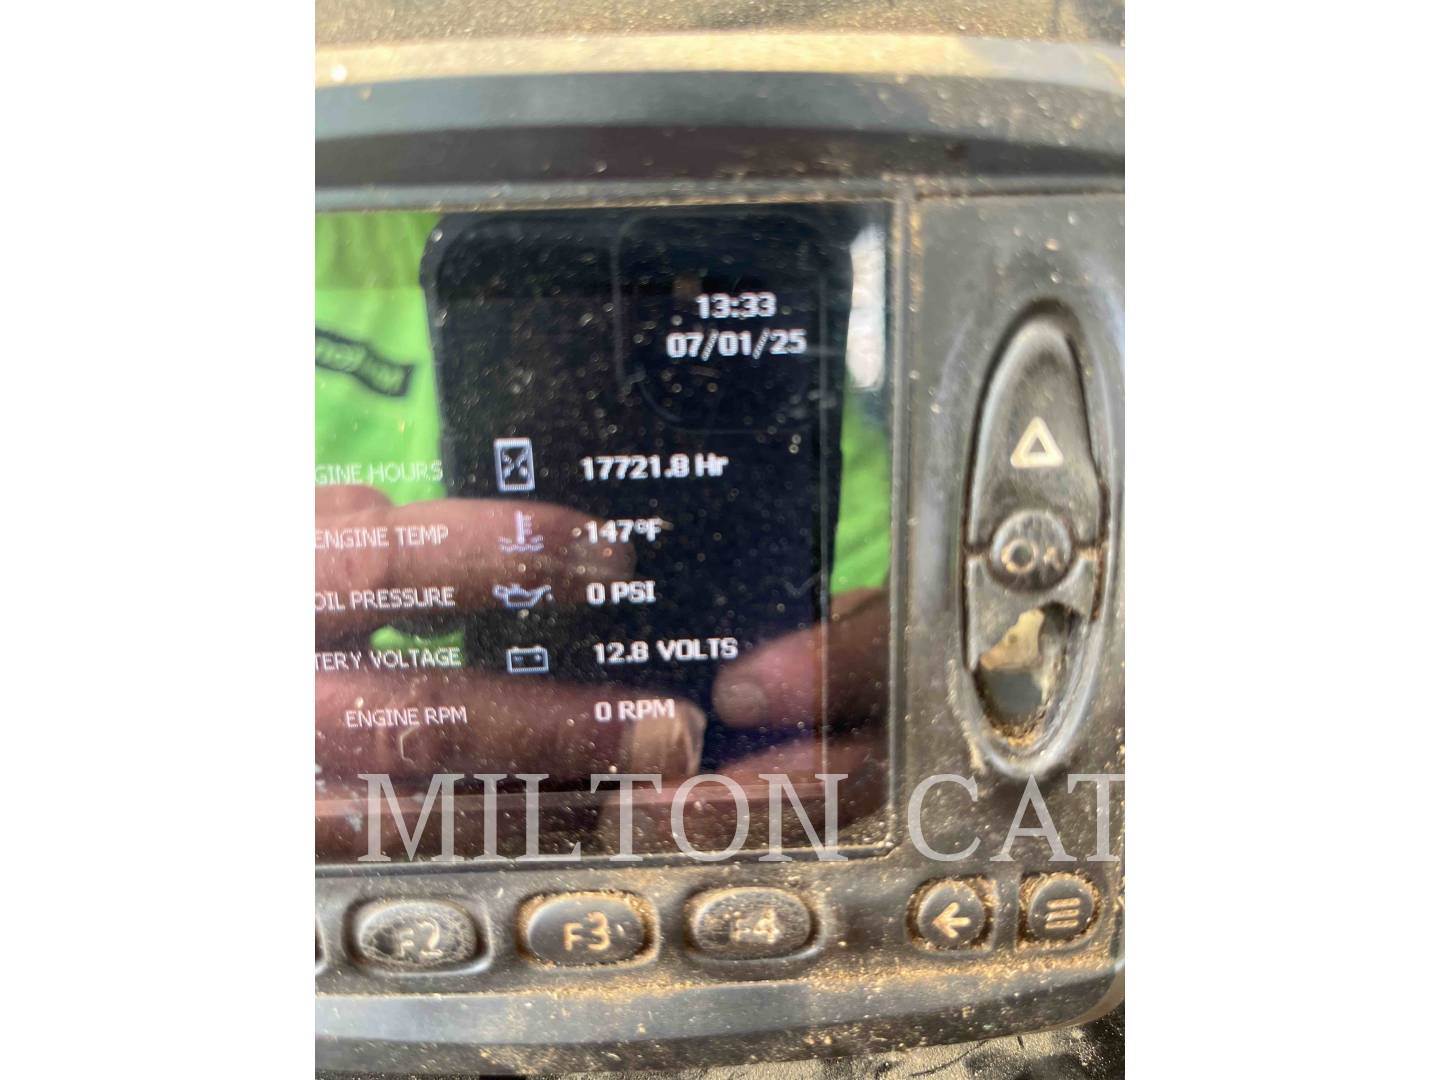 13:33
07/01/25
GINE HOURS 17721.8 Hr
ENGINE TEMP 147°F
OIL PRESSURE 0 PSI
TERY VOLTAGE 12.8 VOLTS
ENGINE RPM 0 RPM
OK
MILTON CAT
F2 F3 F4